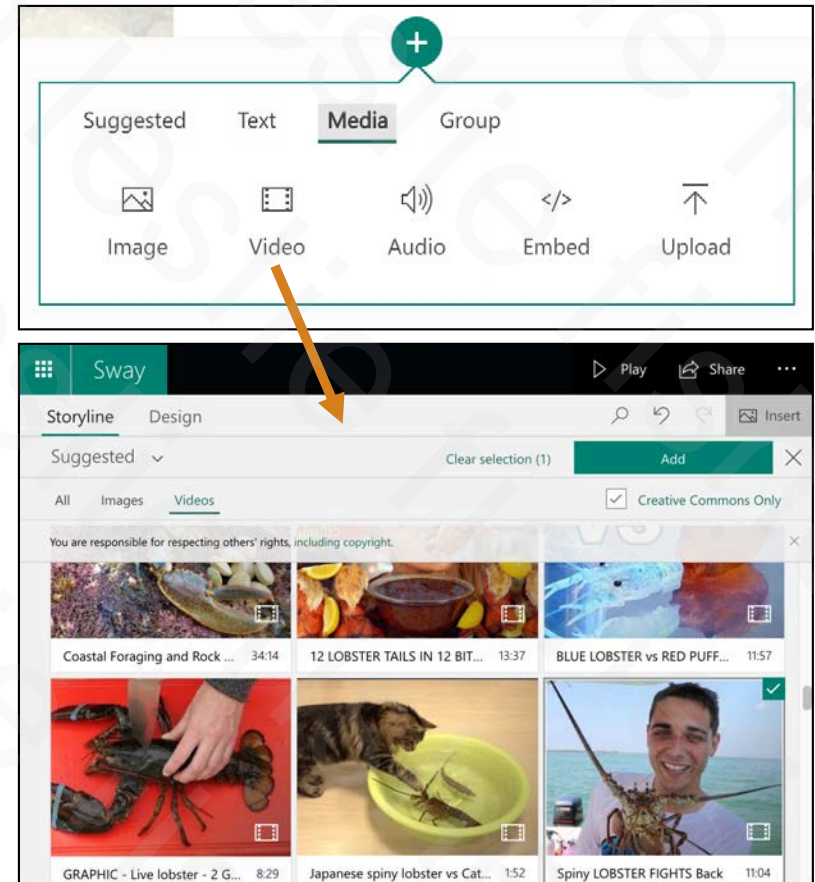 Suggested Text Media Group
Image Video Audio Embed Upload
Sway Play Share
Storyline Design Insert
Suggested Clear selection (1) Add
All Images Videos Creative Commons Only
You are responsible for respecting others' rights, including copyright.
VS
Coastal Foraging and Rock ... 34:14 12 LOBSTER TAILS IN 12 BIT... 13:37 BLUE LOBSTER vs RED PUFF... 11:57
GRAPHIC - Live lobster - 2 G... 8:29 Japanese spiny lobster vs Cat... 1:52 Spiny LOBSTER FIGHTS Back 11:04